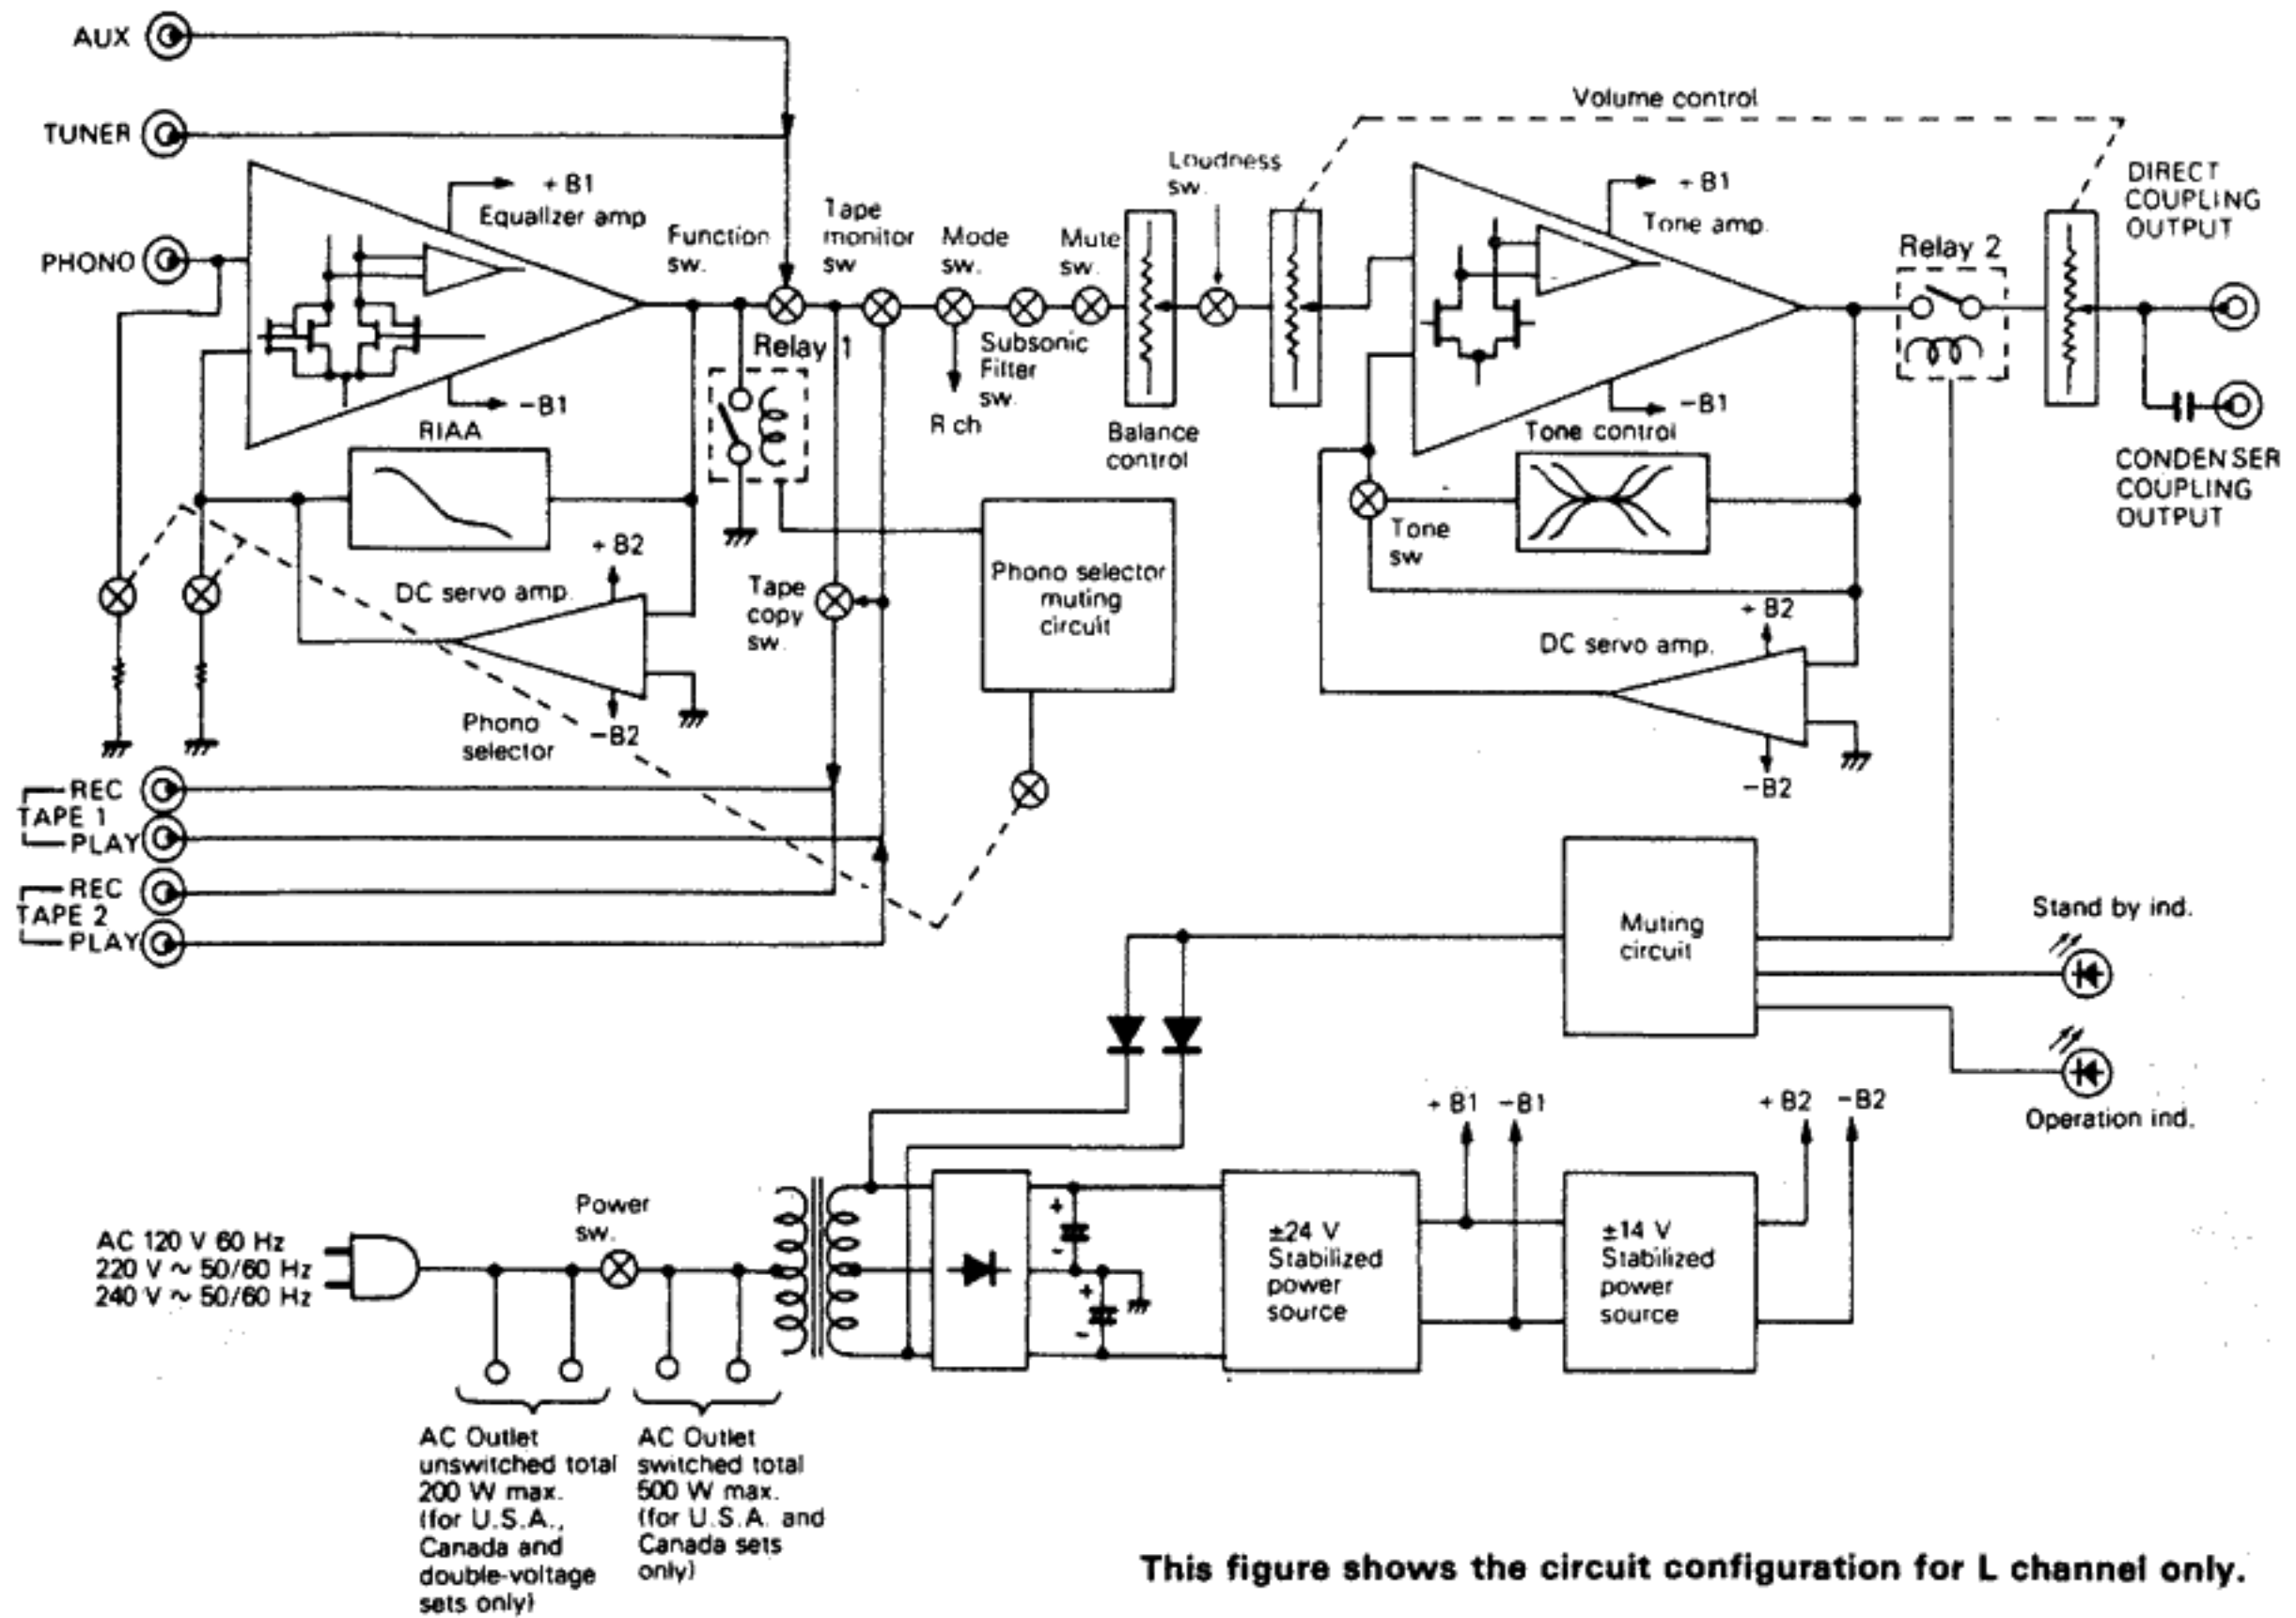 AUX
TUNER
PHONO
+ B1
Equalizer amp
-B1
RIAA
Function
sw.
Tape
monitor
sw
Mode
sw.
Mute
sw.
Relay 1
Subsonic
Filter
sw.
R ch
Balance
control
Loudness
sw.
Volume control
+ B1
Tone amp.
-B1
Tone control
Tone
sw
Relay 2
DIRECT
COUPLING
OUTPUT
CONDENSER
COUPLING
OUTPUT
+ B2
DC servo amp.
-B2
Phono
selector
Tape
copy
sw.
Phono selector
muting
circuit
+ B2
DC servo amp.
-B2
REC
TAPE 1
PLAY
REC
TAPE 2
PLAY
Muting
circuit
Stand by ind.
Operation ind.
+ B1 -B1
+ B2 -B2
Power
sw.
AC 120 V 60 Hz
220 V ~ 50/60 Hz
240 V ~ 50/60 Hz
+
-
+
-
±24 V
Stabilized
power
source
±14 V
Stabilized
power
source
AC Outlet
unswitched total
200 W max.
(for U.S.A.,
Canada and
double-voltage
sets only)
AC Outlet
switched total
500 W max.
(for U.S.A. and
Canada sets
only)
This figure shows the circuit configuration for L channel only.